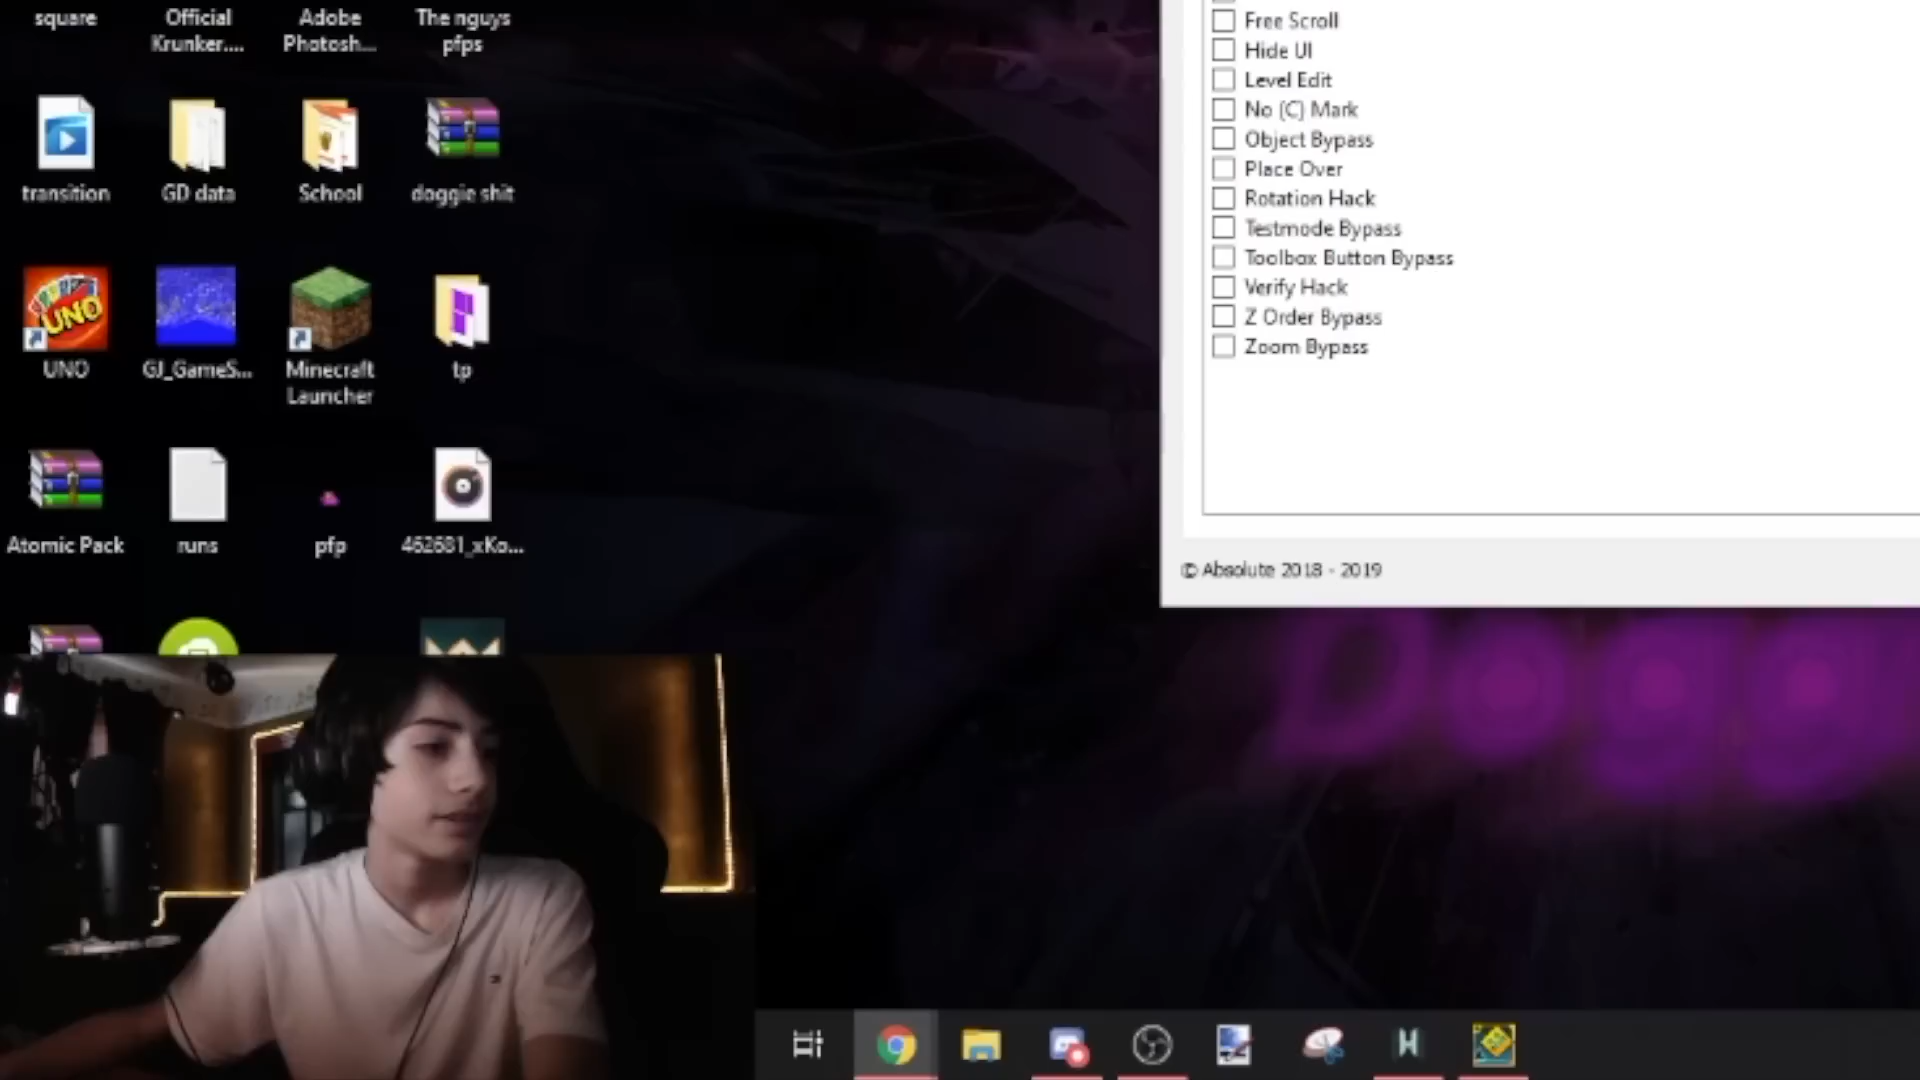 square
Official Krunker....
Adobe Photosh...
The nguys pfps
transition
GD data
School
doggie shit
UNO
UNO
GJ_GameS...
Minecraft Launcher
tp
Atomic Pack
runs
pfp
462681_xKo...
Free Scroll
Hide UI
Level Edit
No (C) Mark
Object Bypass
Place Over
Rotation Hack
Testmode Bypass
Toolbox Button Bypass
Verify Hack
Z Order Bypass
Zoom Bypass
© Absolute 2018 - 2019
Dogg